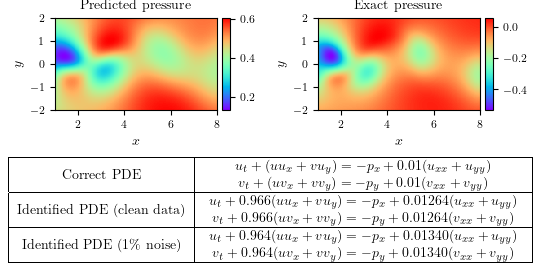 Predicted pressure
Exact pressure
2
1
0
−1
−2
y
2
4
6
8
x
0.6
0.4
0.2
2
1
0
−1
−2
y
2
4
6
8
x
0.0
−0.4
Correct PDE
u_t + (uu_x + vu_y) = −p_x + 0.01(u_xx + u_yy)
v_t + (uv_x + vv_y) = −p_y + 0.01(v_xx + v_yy)
Identified PDE (clean data)
u_t + 0.966(uu_x + vu_y) = −p_x + 0.01264(u_xx + u_yy)
v_t + 0.966(uv_x + vv_y) = −p_y + 0.01264(v_xx + v_yy)
Identified PDE (1% noise)
u_t + 0.964(uu_x + vu_y) = −p_x + 0.01340(u_xx + u_yy)
v_t + 0.964(uv_x + vv_y) = −p_y + 0.01340(v_xx + v_yy)